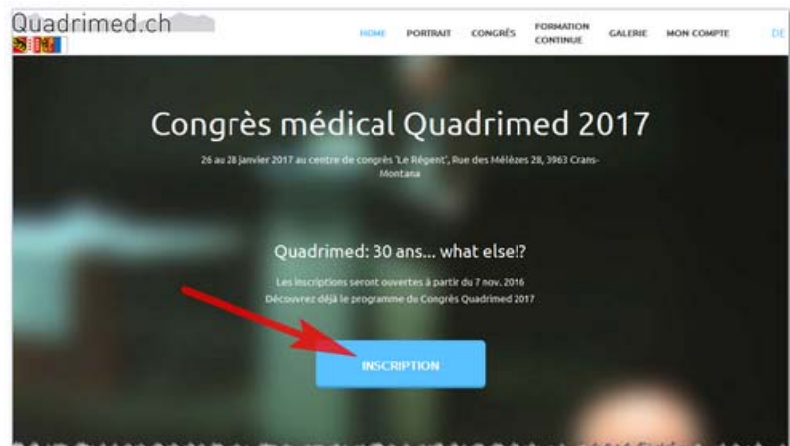 Quadrimed.ch
HOME PORTRAIT CONGRÈS FORMATION CONTINUE GALERIE MON COMPTE DE
Congrès médical Quadrimed 2017
26 au 28 janvier 2017 au centre de congrès 'Le Régent', Rue des Mélèzes 28, 3963 Crans-
Montana
Quadrimed: 30 ans... what else!?
Les inscriptions seront ouvertes à partir du 7 nov. 2016
Découvrez déjà le programme du Congrès Quadrimed 2017
INSCRIPTION